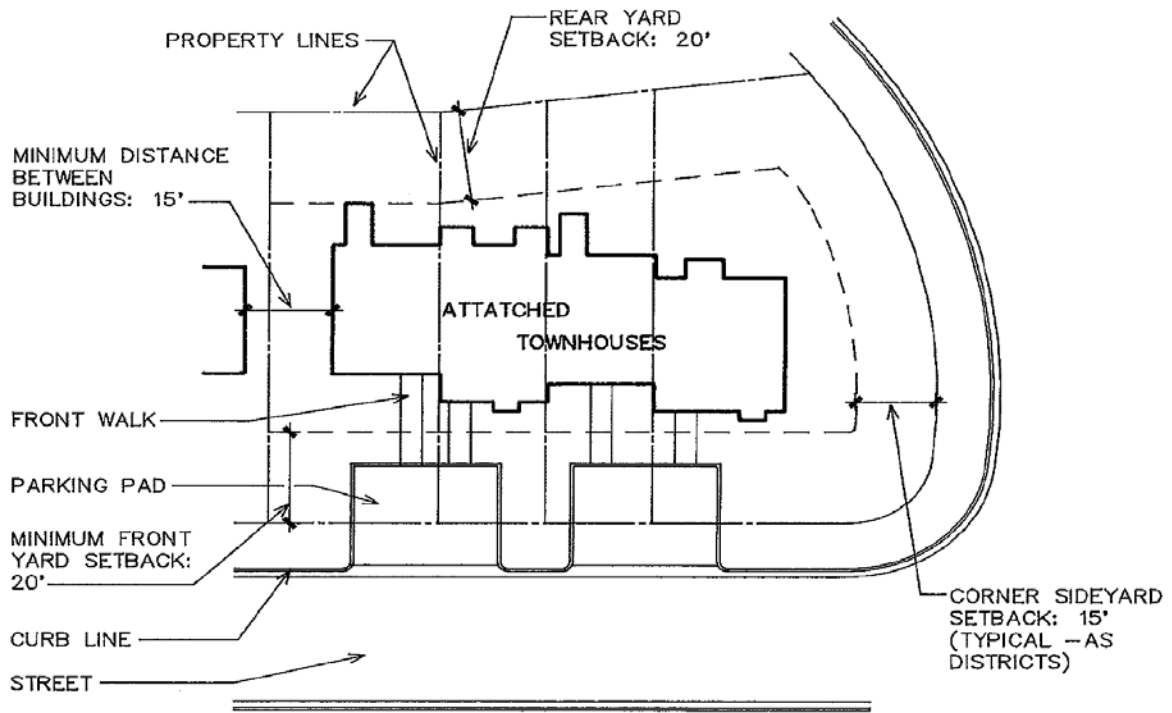 PROPERTY LINES
REAR YARD
SETBACK: 20'
MINIMUM DISTANCE
BETWEEN
BUILDINGS: 15'
ATTATCHED
TOWNHOUSES
FRONT WALK
PARKING PAD
MINIMUM FRONT
YARD SETBACK:
20'
CURB LINE
STREET
CORNER SIDEYARD
SETBACK: 15'
(TYPICAL –AS
DISTRICTS)